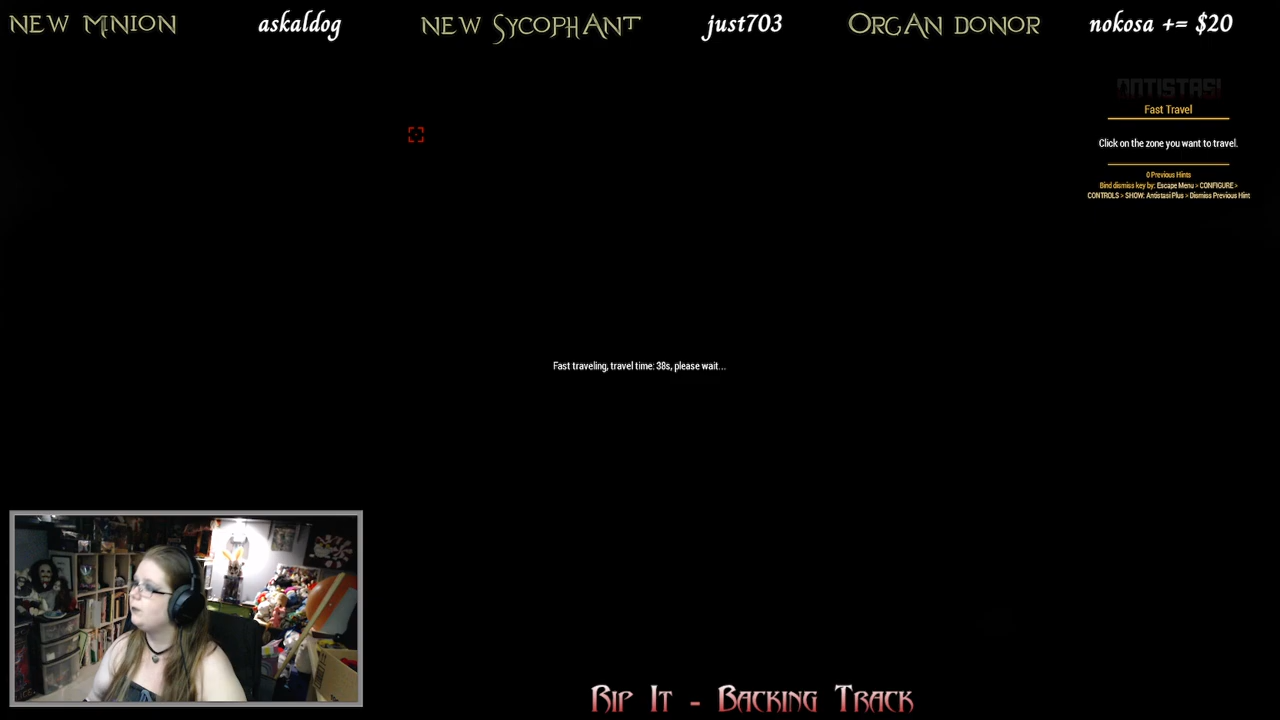 NEW MINION
askaldog
NEW SYCOPHANT
just703
ORGAN DONOR
nokosa += $20
ANTISTASI
Fast Travel
Click on the zone you want to travel.
0 Previous Hints
Bind dismiss key by: Escape Menu > CONFIGURE >
CONTROLS > SHOW: Antistasi Plus > Dismiss Previous Hint
Fast traveling, travel time: 38s, please wait...
RIP IT - BACKING TRACK